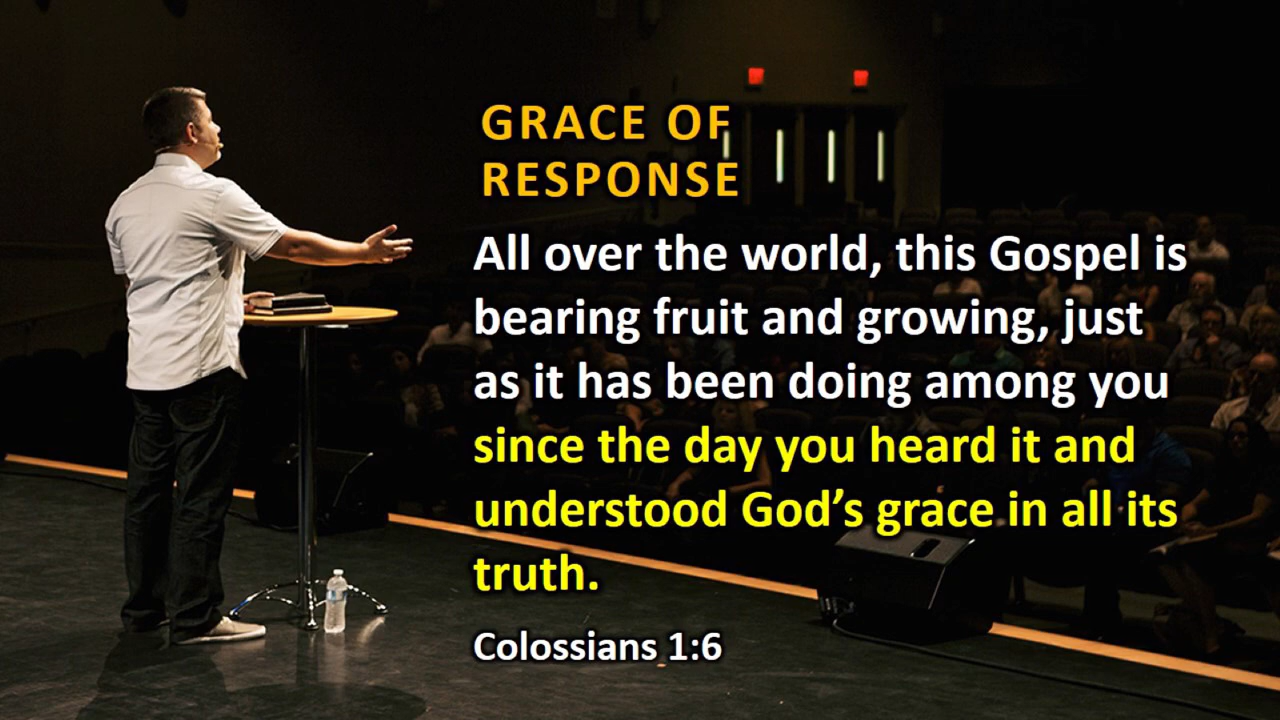 GRACE OF
RESPONSE
All over the world, this Gospel is
bearing fruit and growing, just
as it has been doing among you
since the day you heard it and
understood God’s grace in all its
truth.
Colossians 1:6